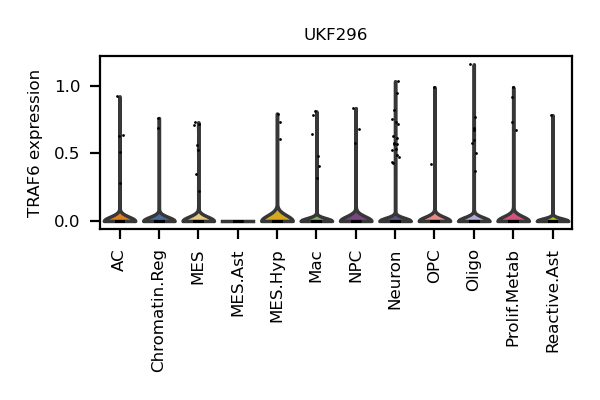 UKF296
TRAF6 expression
1.0
0.5
0.0
AC
Chromatin.Reg
MES
MES.Ast
MES.Hyp
Mac
NPC
Neuron
OPC
Oligo
Prolif.Metab
Reactive.Ast